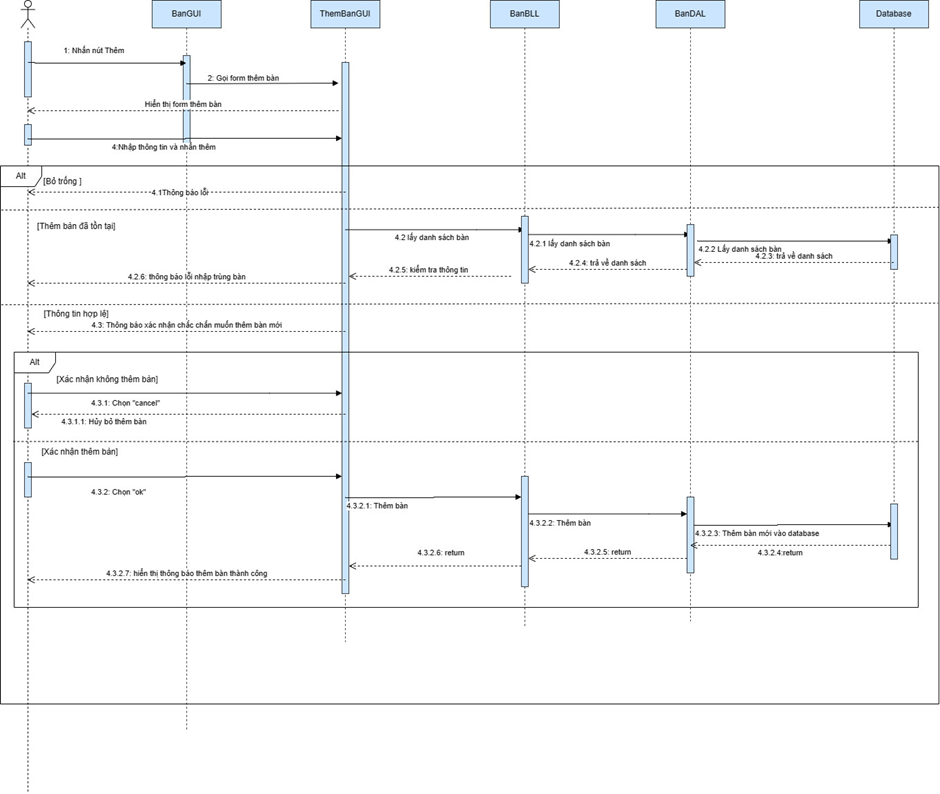 BanGUI
ThemBanGUI
BanBLL
BanDAL
Database
1: Nhấn nút Thêm
2: Gọi form thêm bàn
Hiển thị form thêm bàn
4:Nhập thông tin và nhấn thêm
Alt
[Bỏ trống ]
4.1Thông báo lỗi
[Thêm bàn đã tồn tại]
4.2 lấy danh sách bàn
4.2.1 lấy danh sách bàn
4.2.2 Lấy danh sách bàn
4.2.3: trả về danh sách
4.2.4: trả về danh sách
4.2.5: kiểm tra thông tin
4.2.6: thông báo lỗi nhập trùng bàn
[Thông tin hợp lệ]
4.3: Thông báo xác nhận chắc chắn muốn thêm bàn mới
Alt
[Xác nhận không thêm bàn]
4.3.1: Chọn "cancel"
4.3.1.1: Hủy bỏ thêm bàn
[Xác nhận thêm bàn]
4.3.2: Chọn "ok"
4.3.2.1: Thêm bàn
4.3.2.2: Thêm bàn
4.3.2.3: Thêm bàn mới vào database
4.3.2.4:return
4.3.2.5: return
4.3.2.6: return
4.3.2.7: hiển thị thông báo thêm bàn thành công